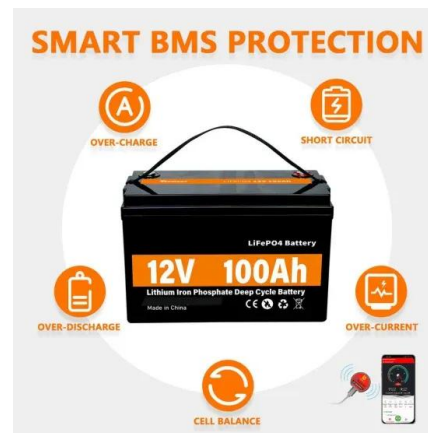 SMART BMS PROTECTION
A
OVER-CHARGE
SHORT CIRCUIT
LiFePO4 Battery
12V 100Ah
Lithium Iron Phosphate Deep Cycle Battery
Made in China
CE
OVER-DISCHARGE
OVER-CURRENT
CELL BALANCE